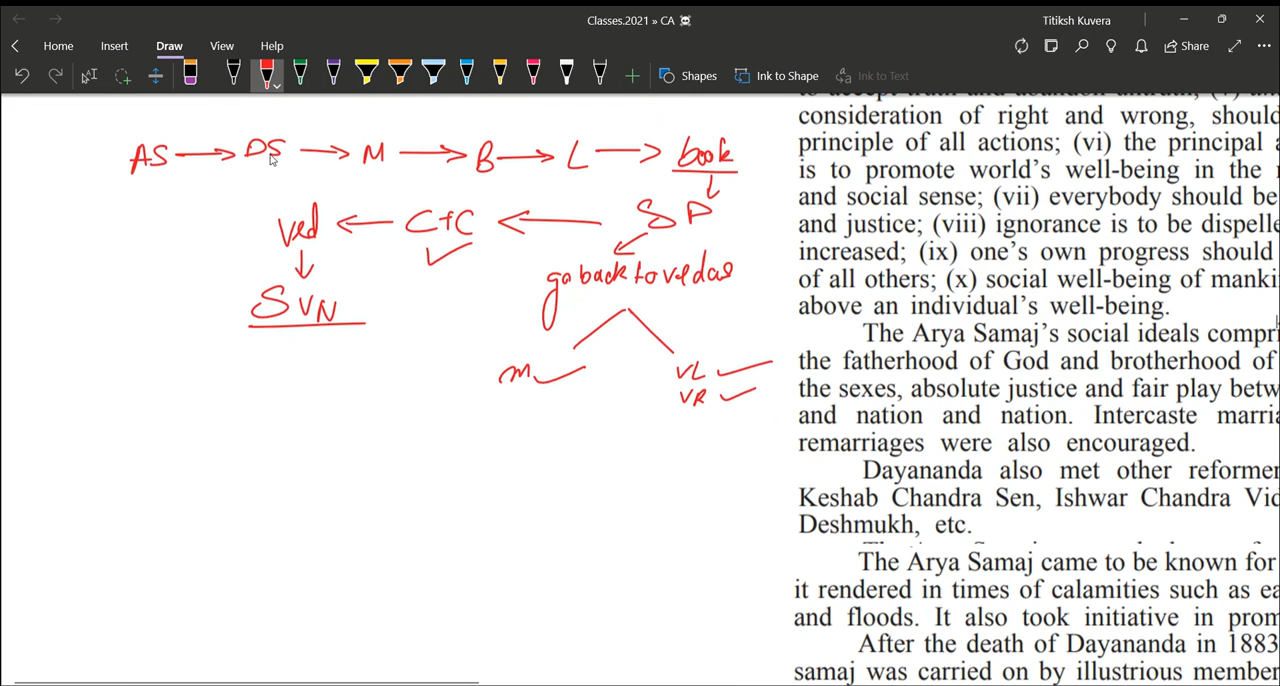 Classes.2021 » CA
Titiksh Kuvera
Home Insert Draw View Help
Share
Shapes Ink to Shape Ink to Text
AS → DS → M → B → L → book
ved ← CtC ← SP
go back to vedas
SVN
M
VL
VR
consideration of right and wrong, should
principle of all actions; (vi) the principal a
is to promote world's well-being in the
and social sense; (vii) everybody should be
and justice; (viii) ignorance is to be dispelle
increased; (ix) one's own progress should
of all others; (x) social well-being of manki
above an individual's well-being.
The Arya Samaj's social ideals compri
the fatherhood of God and brotherhood of
the sexes, absolute justice and fair play betw
and nation and nation. Intercaste marria
remarriages were also encouraged.
Dayananda also met other reformer
Keshab Chandra Sen, Ishwar Chandra Vid
Deshmukh, etc.
The Arya Samaj came to be known for
it rendered in times of calamities such as ea
and floods. It also took initiative in prom
After the death of Dayananda in 1883
samaj was carried on by illustrious member